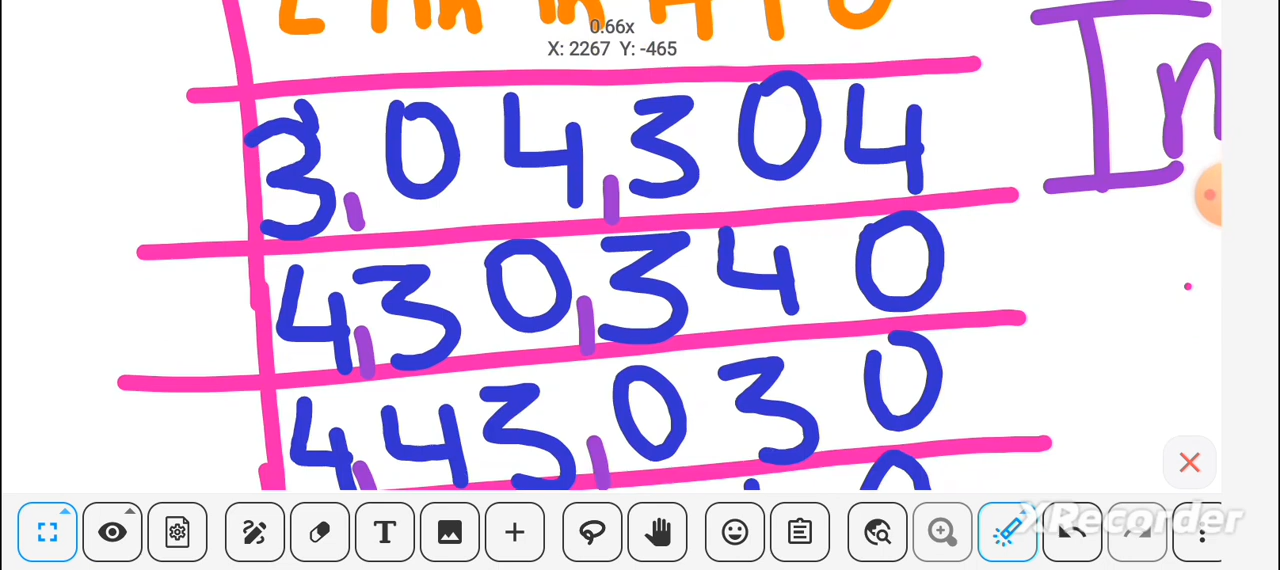 0.66x
X: 2267 Y: -465
3,04,304
4,30,340
4,43,030
T
XRecorder